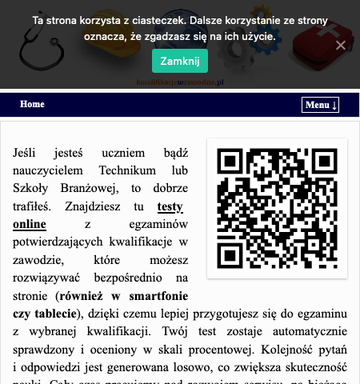 Ta strona korzysta z ciasteczek. Dalsze korzystanie ze strony
oznacza, że zgadzasz się na ich użycie.
Zamknij
Home
Menu ↓
Jeśli jesteś uczniem bądź
nauczycielem Technikum lub
Szkoły Branżowej, to dobrze
trafiłeś. Znajdziesz tu testy
online z egzaminów
potwierdzających kwalifikacje w
zawodzie, które możesz
rozwiązywać bezpośrednio na
stronie (również w smartfonie
czy tablecie), dzięki czemu lepiej przygotujesz się do egzaminu
z wybranej kwalifikacji. Twój test zostaje automatycznie
sprawdzony i oceniony w skali procentowej. Kolejność pytań
i odpowiedzi jest generowana losowo, co zwiększa skuteczność